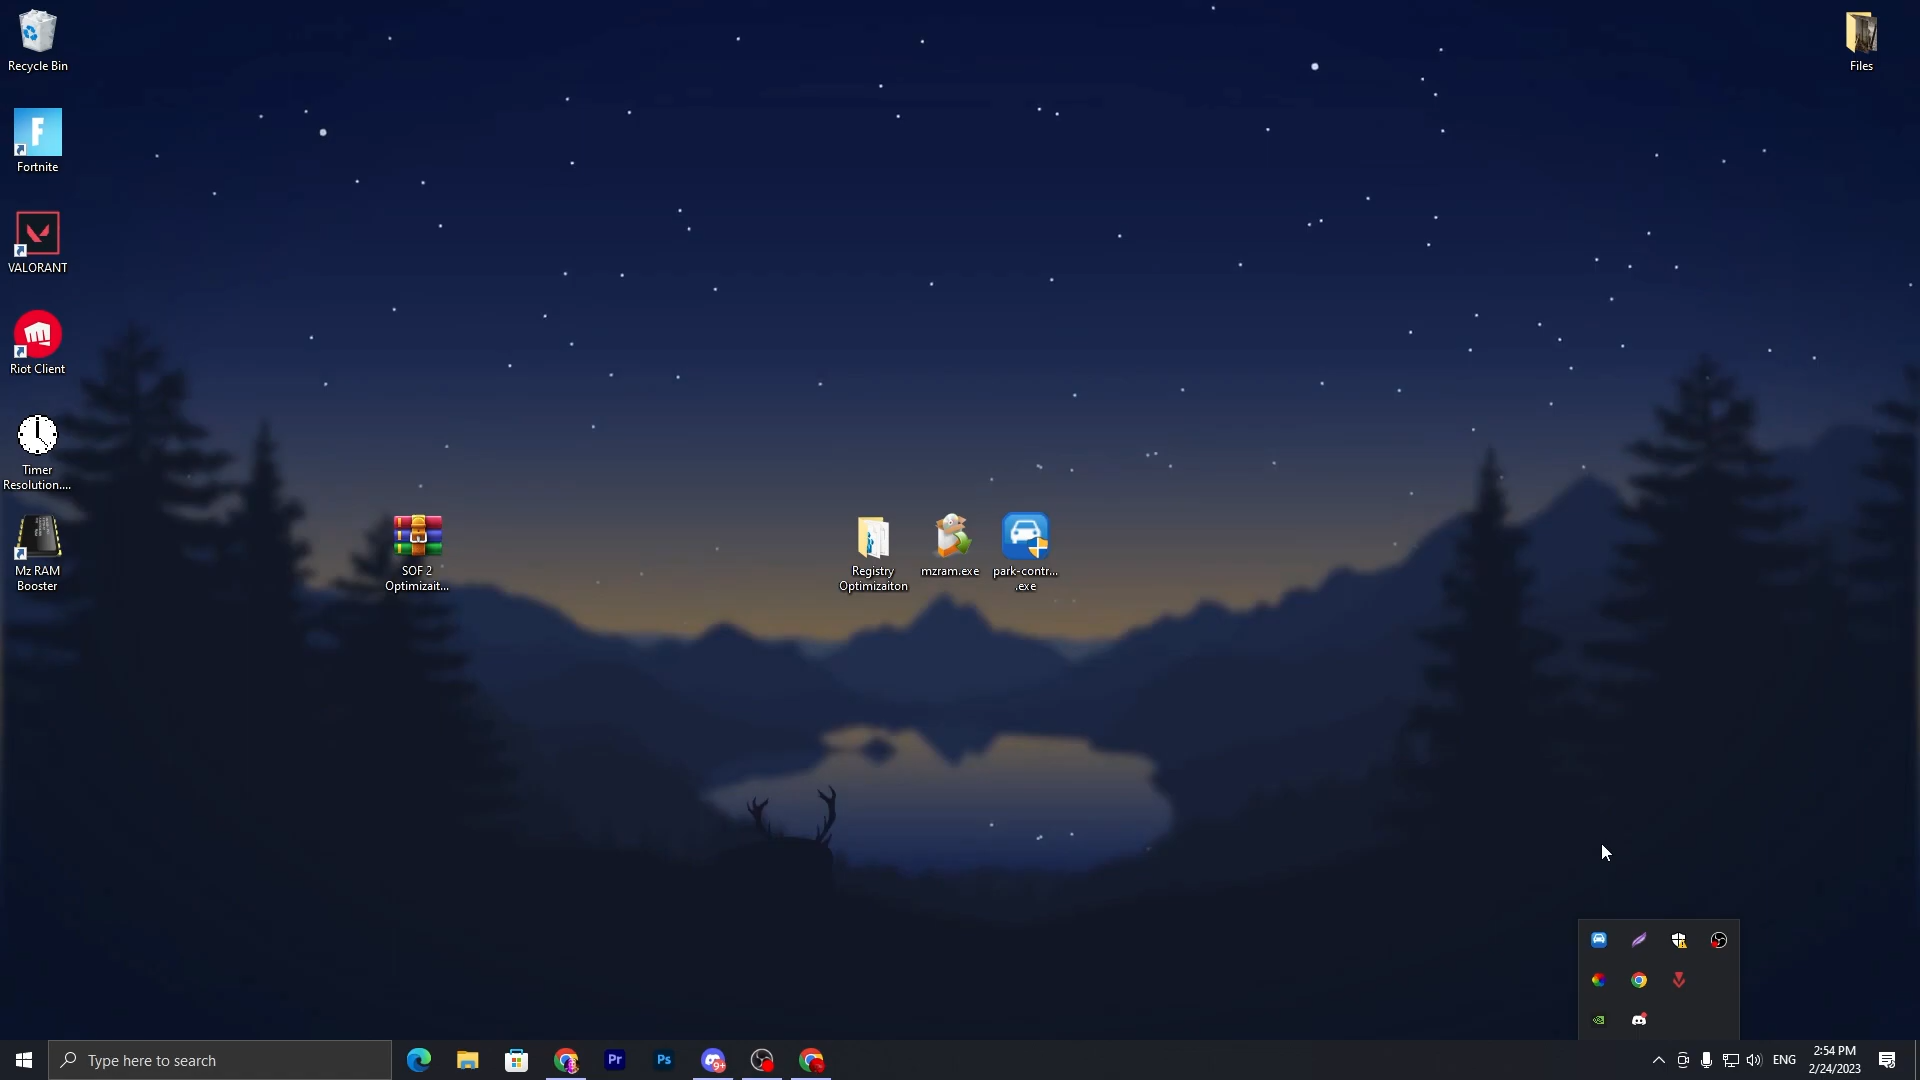 Recycle Bin
Files
Fortnite
VALORANT
Riot Client
Timer
Resolution....
Mz RAM
Booster
SOF 2
Optimizait...
Registry
Optimizaiton
mzram.exe
park-contr...
.exe
Type here to search
Pr
Ps
9+
ENG
2:54 PM
2/24/2023